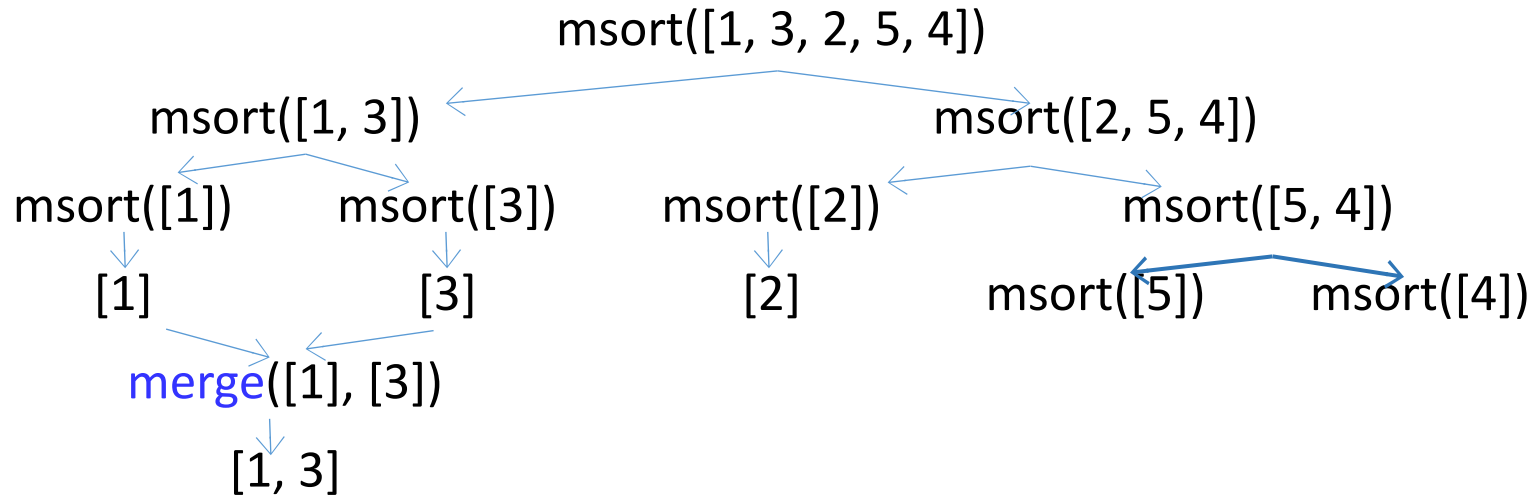 msort([1, 3, 2, 5, 4])
msort([1, 3]) msort([2, 5, 4])
msort([1]) msort([3]) msort([2]) msort([5, 4])
[1] [3] [2] msort([5]) msort([4])
merge([1], [3])
[1, 3]